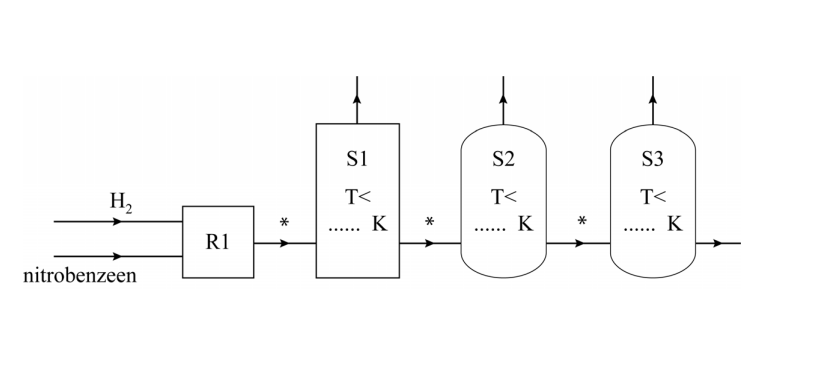 H₂
nitrobenzeen
R1
*
S1
T<
...... K
*
S2
T<
...... K
*
S3
T<
...... K